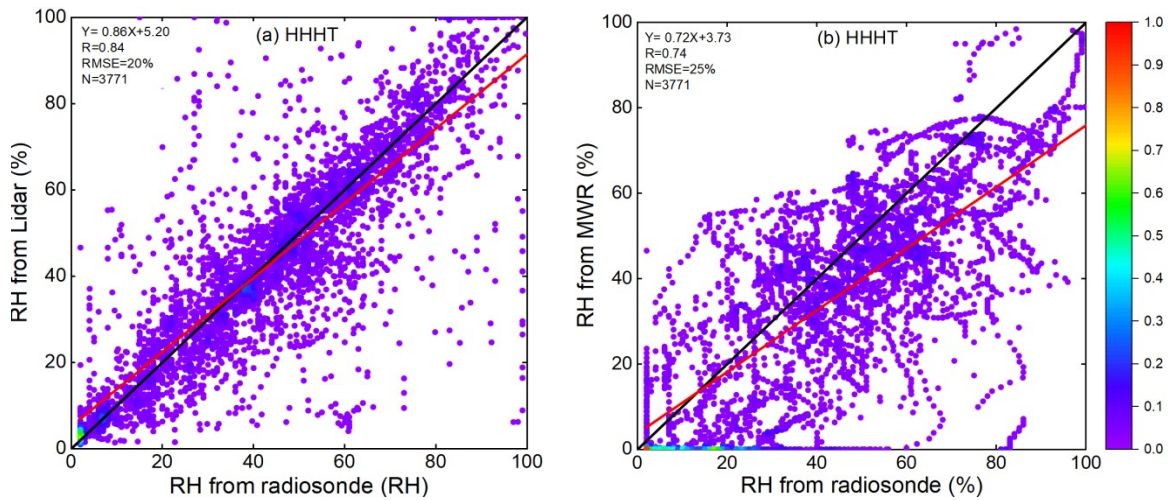 Y= 0.86X+5.20
R=0.84
RMSE=20%
N=3771
(a) HHHT
100
80
60
40
20
0
RH from Lidar (%)
0 20 40 60 80 100
RH from radiosonde (RH)
Y= 0.72X+3.73
R=0.74
RMSE=25%
N=3771
(b) HHHT
100
80
60
40
20
0
RH from MWR (%)
0 20 40 60 80 100
RH from radiosonde (%)
1.0
0.9
0.8
0.7
0.6
0.5
0.4
0.3
0.2
0.1
0.0